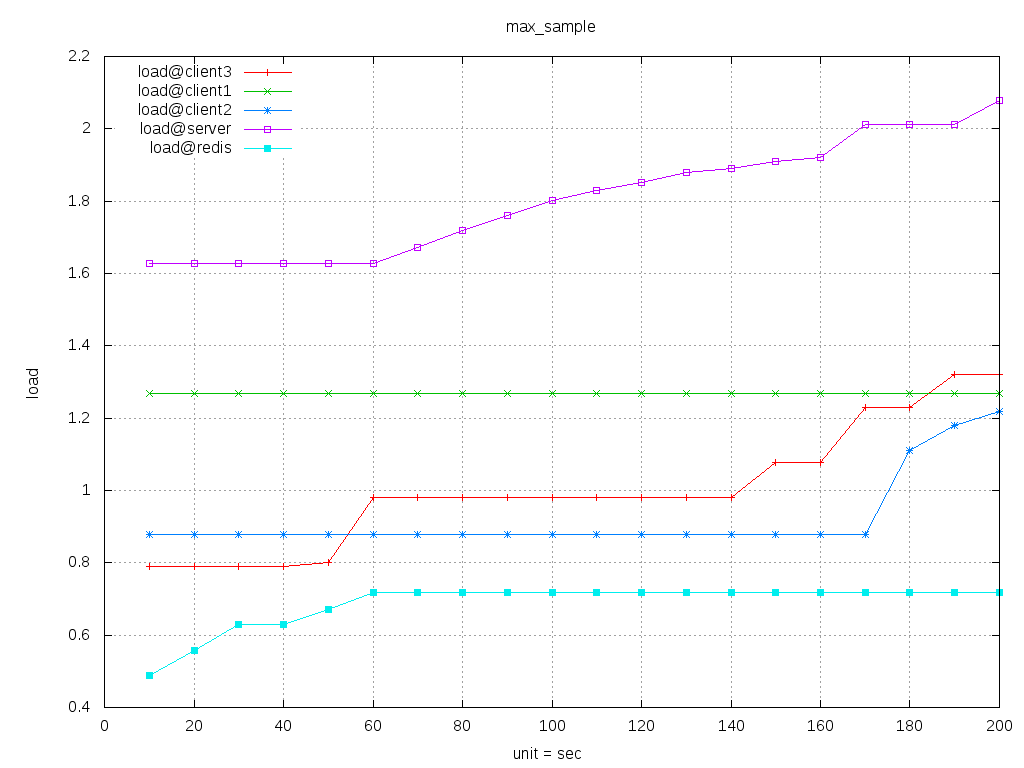 max_sample
load@client3
load@client1
load@client2
load@server
load@redis
2.2
2
1.8
1.6
1.4
1.2
1
0.8
0.6
0.4
load
0 20 40 60 80 100 120 140 160 180 200
unit = sec